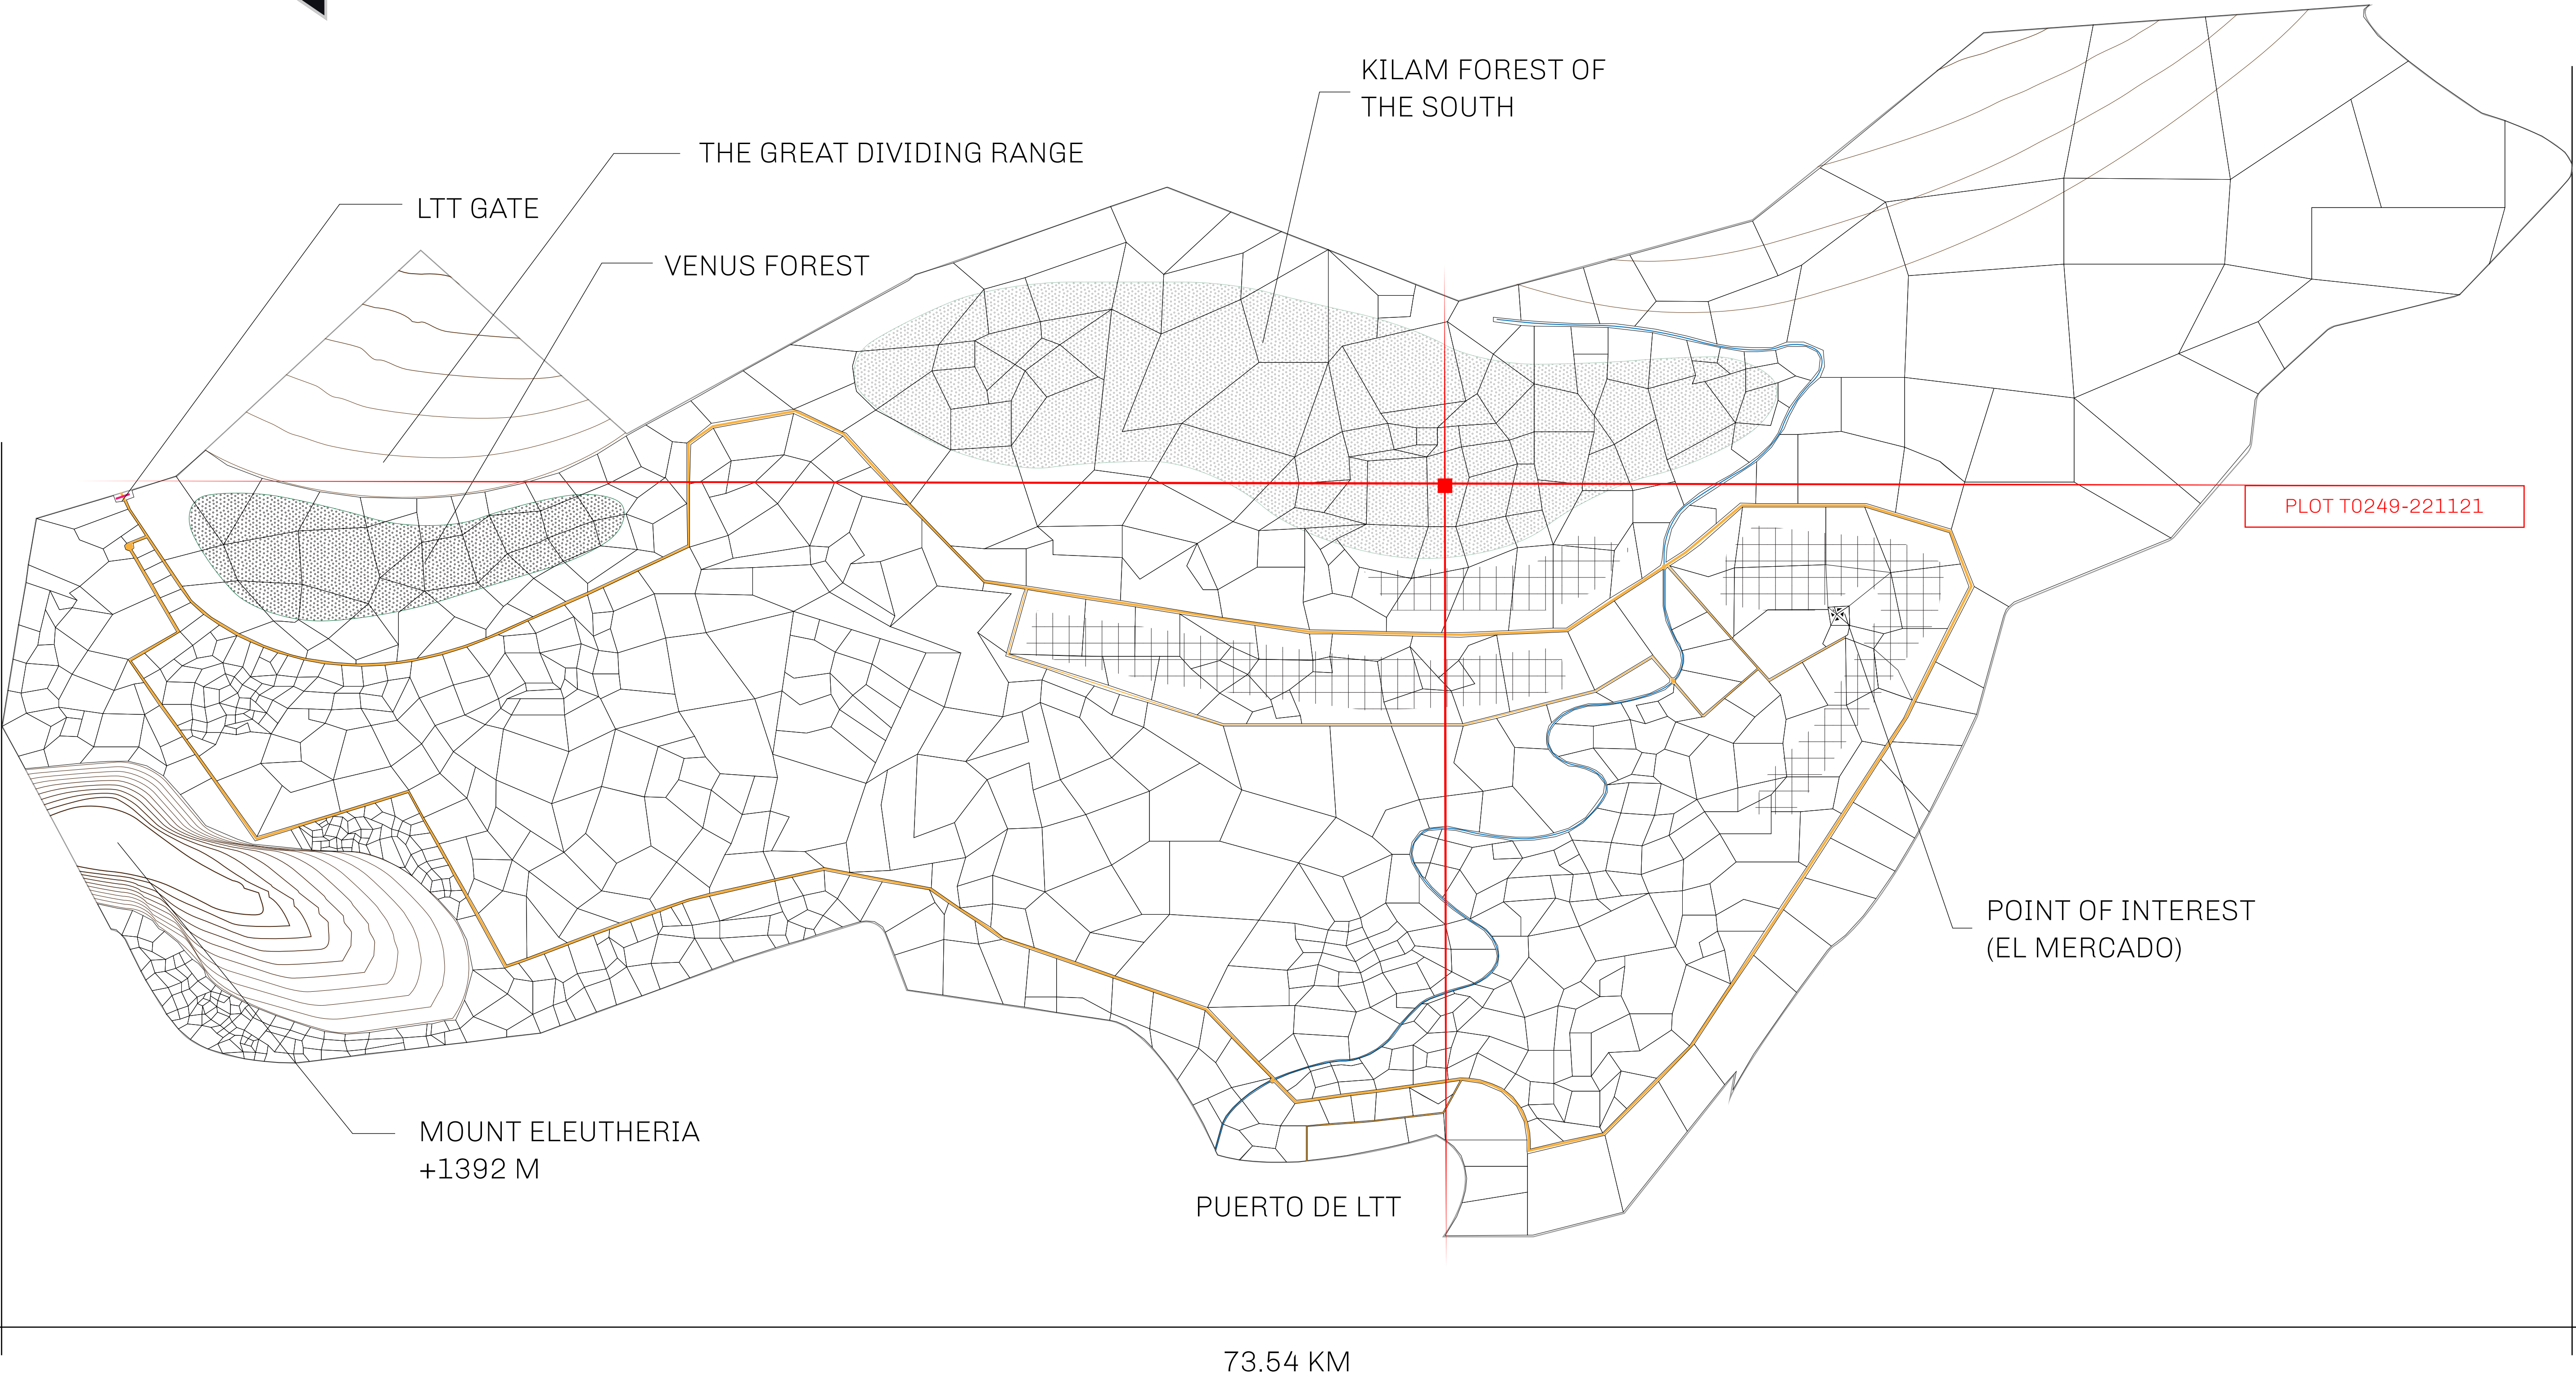 KILAM FOREST OF
THE SOUTH
THE GREAT DIVIDING RANGE
LTT GATE
VENUS FOREST
PLOT T0249-221121
POINT OF INTEREST
(EL MERCADO)
MOUNT ELEUTHERIA
+1392 M
PUERTO DE LTT
73.54 KM